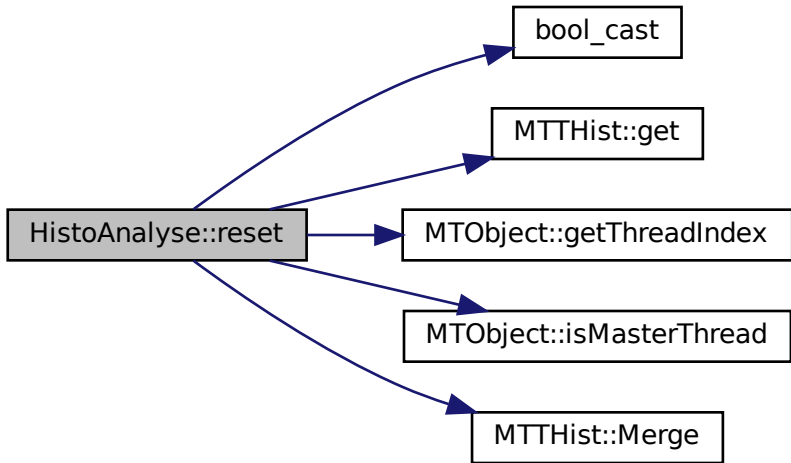 bool_cast
MTTHist::get
HistoAnalyse::reset
MTObject::getThreadIndex
MTObject::isMasterThread
MTTHist::Merge